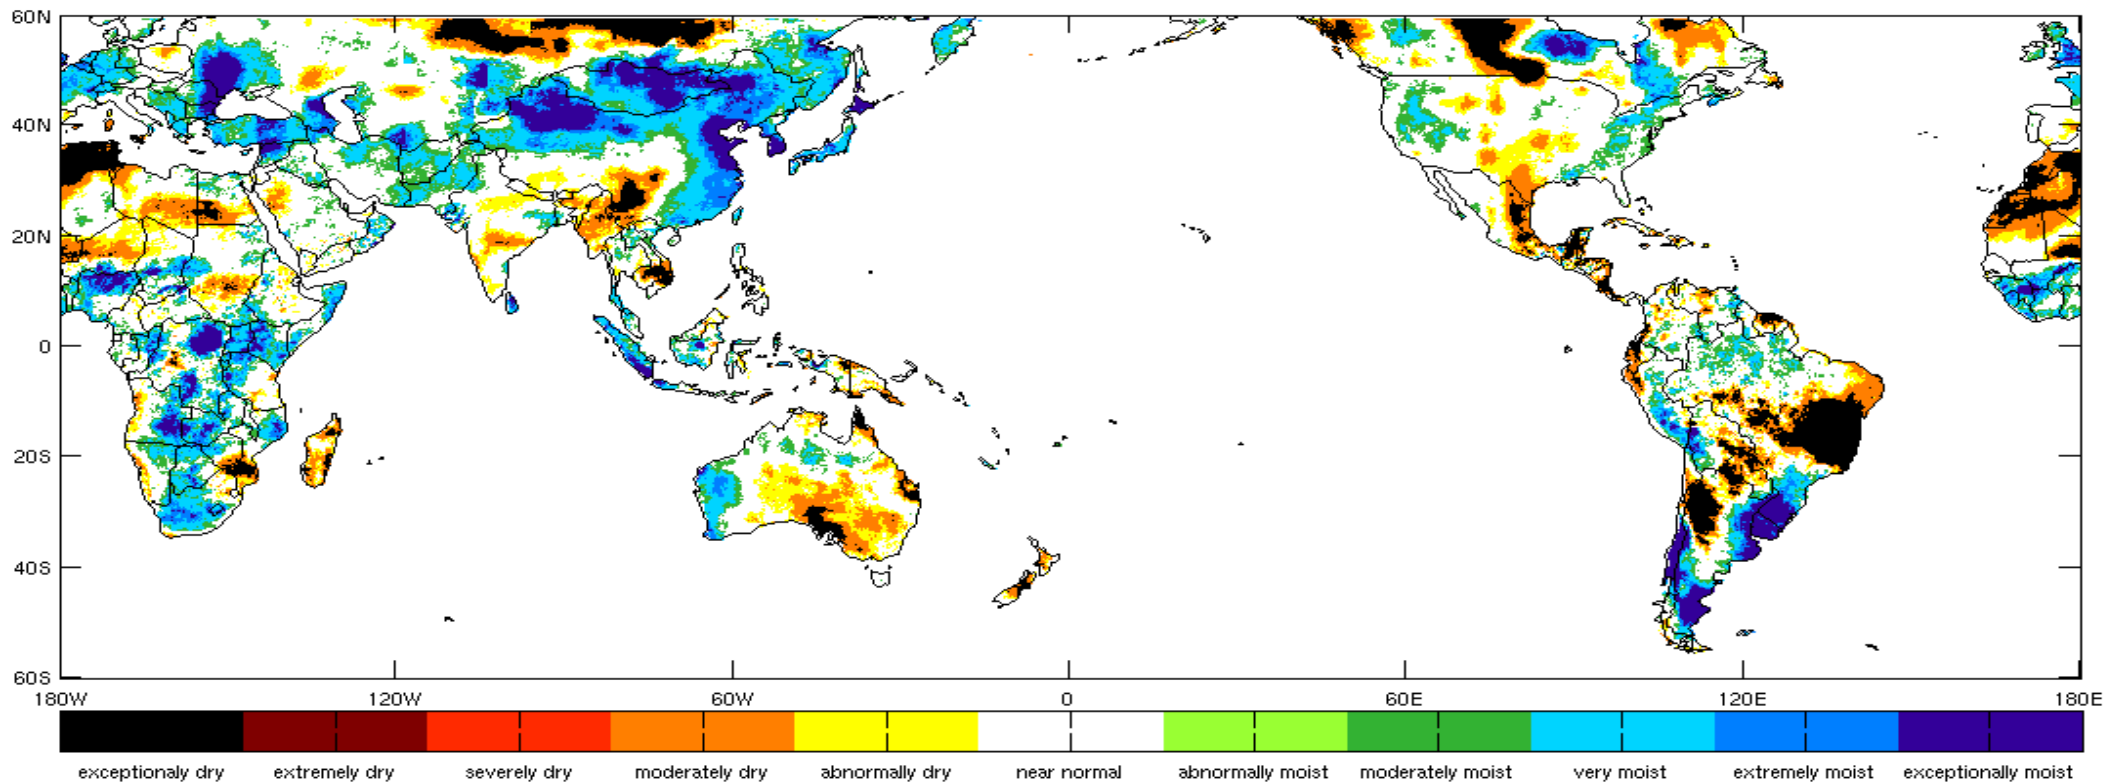 60N
40N
20N
0
20S
40S
60S
180W 120W 60W 0 60E 120E 180E
exceptionaly dry extremely dry severely dry moderately dry abnormally dry near normal abnormally moist moderately moist very moist extremely moist exceptionally moist